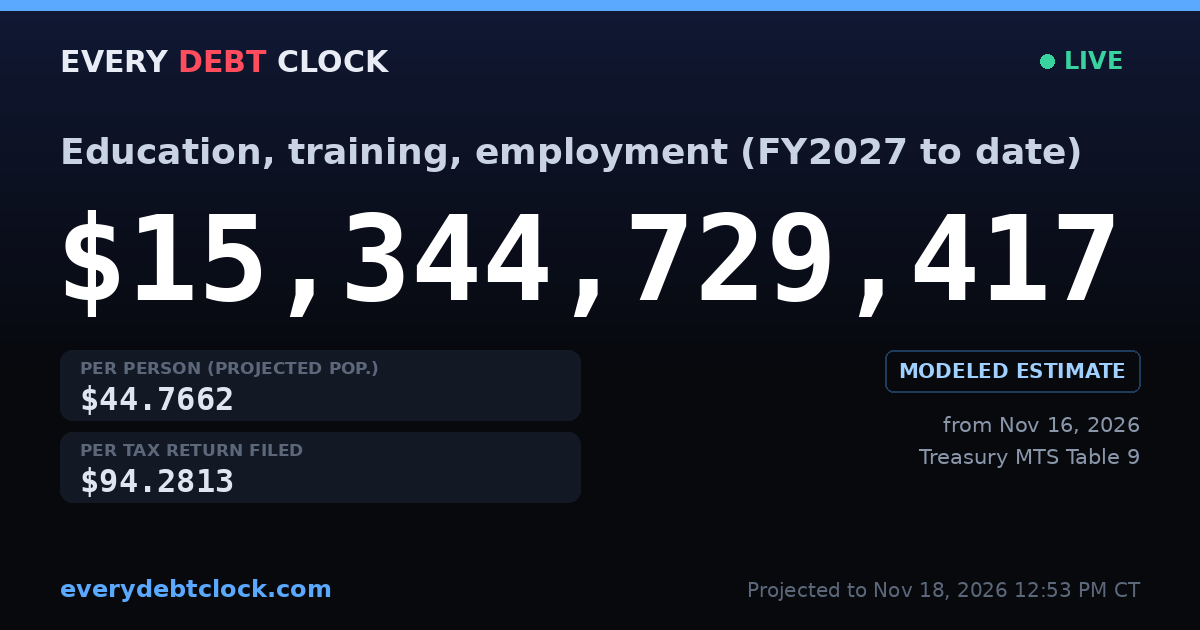 EVERY DEBT CLOCK
LIVE
Education, training, employment (FY2027 to date)
$15,344,729,417
PER PERSON (PROJECTED POP.)
$44.7662
PER TAX RETURN FILED
$94.2813
MODELED ESTIMATE
from Nov 16, 2026
Treasury MTS Table 9
everydebtclock.com
Projected to Nov 18, 2026 12:53 PM CT